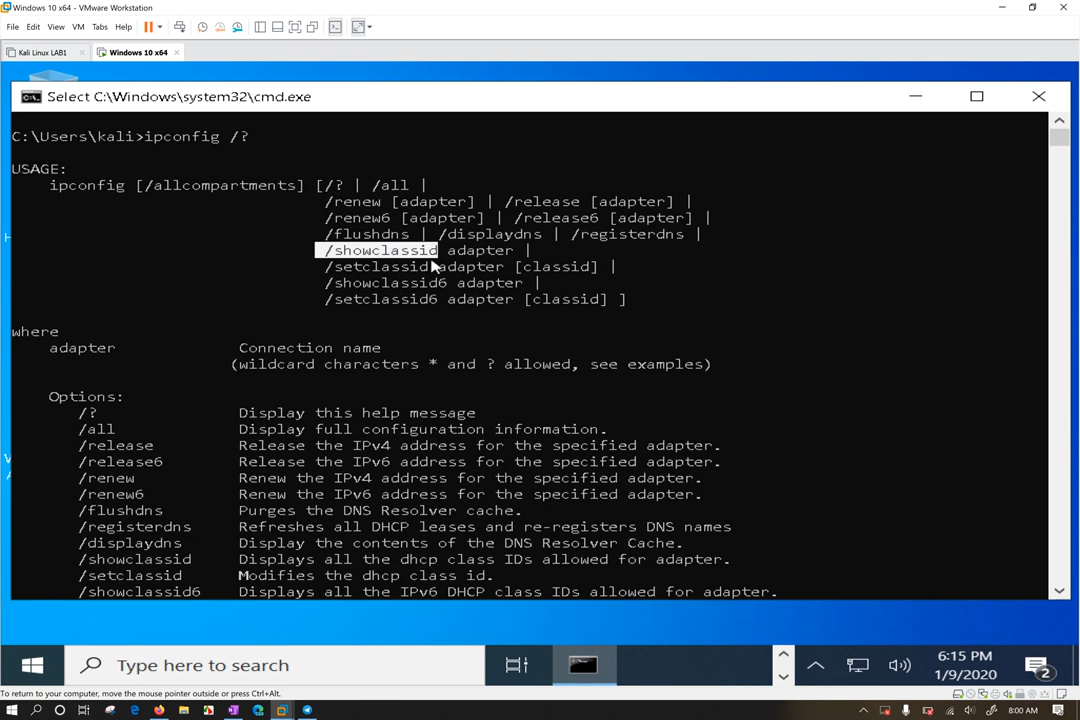 Windows 10 x64 - VMware Workstation
File Edit View VM Tabs Help
Kali Linux LAB1 × Windows 10 x64 ×
Select C:\Windows\system32\cmd.exe
C:\Users\kali>ipconfig /?
USAGE:
ipconfig [/allcompartments] [/? | /all |
/renew [adapter] | /release [adapter] |
/renew6 [adapter] | /release6 [adapter] |
/flushdns | /displaydns | /registerdns |
/showclassid adapter |
/setclassid adapter [classid] |
/showclassid6 adapter |
/setclassid6 adapter [classid] ]
where
adapter Connection name
(wildcard characters * and ? allowed, see examples)
Options:
/? Display this help message
/all Display full configuration information.
/release Release the IPv4 address for the specified adapter.
/release6 Release the IPv6 address for the specified adapter.
/renew Renew the IPv4 address for the specified adapter.
/renew6 Renew the IPv6 address for the specified adapter.
/flushdns Purges the DNS Resolver cache.
/registerdns Refreshes all DHCP leases and re-registers DNS names
/displaydns Display the contents of the DNS Resolver Cache.
/showclassid Displays all the dhcp class IDs allowed for adapter.
/setclassid Modifies the dhcp class id.
/showclassid6 Displays all the IPv6 DHCP class IDs allowed for adapter.
Type here to search
6:15 PM
1/9/2020
2
To return to your computer, move the mouse pointer outside or press Ctrl+Alt.
8:00 AM